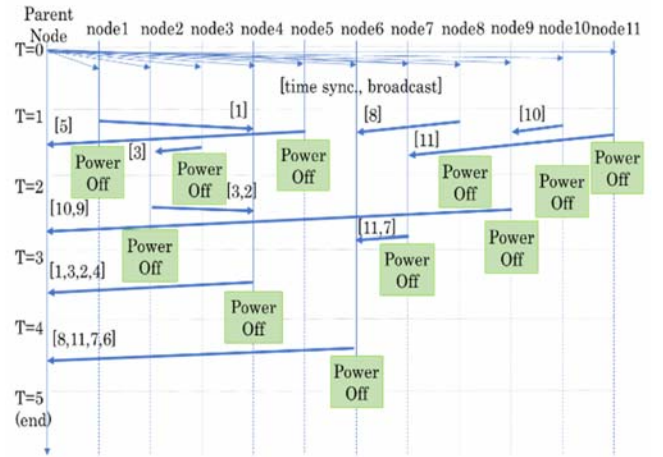 Parent
Node
node1 node2 node3 node4 node5 node6 node7 node8 node9 node10 node11
T=0
[time sync., broadcast]
T=1
[1]
[8]
[10]
[5]
[3]
[11]
Power
Off
Power
Off
Power
Off
Power
Off
Power
Off
Power
Off
T=2
[3,2]
[10,9]
[11,7]
Power
Off
Power
Off
Power
Off
T=3
[1,3,2,4]
Power
Off
T=4
[8,11,7,6]
Power
Off
T=5
(end)